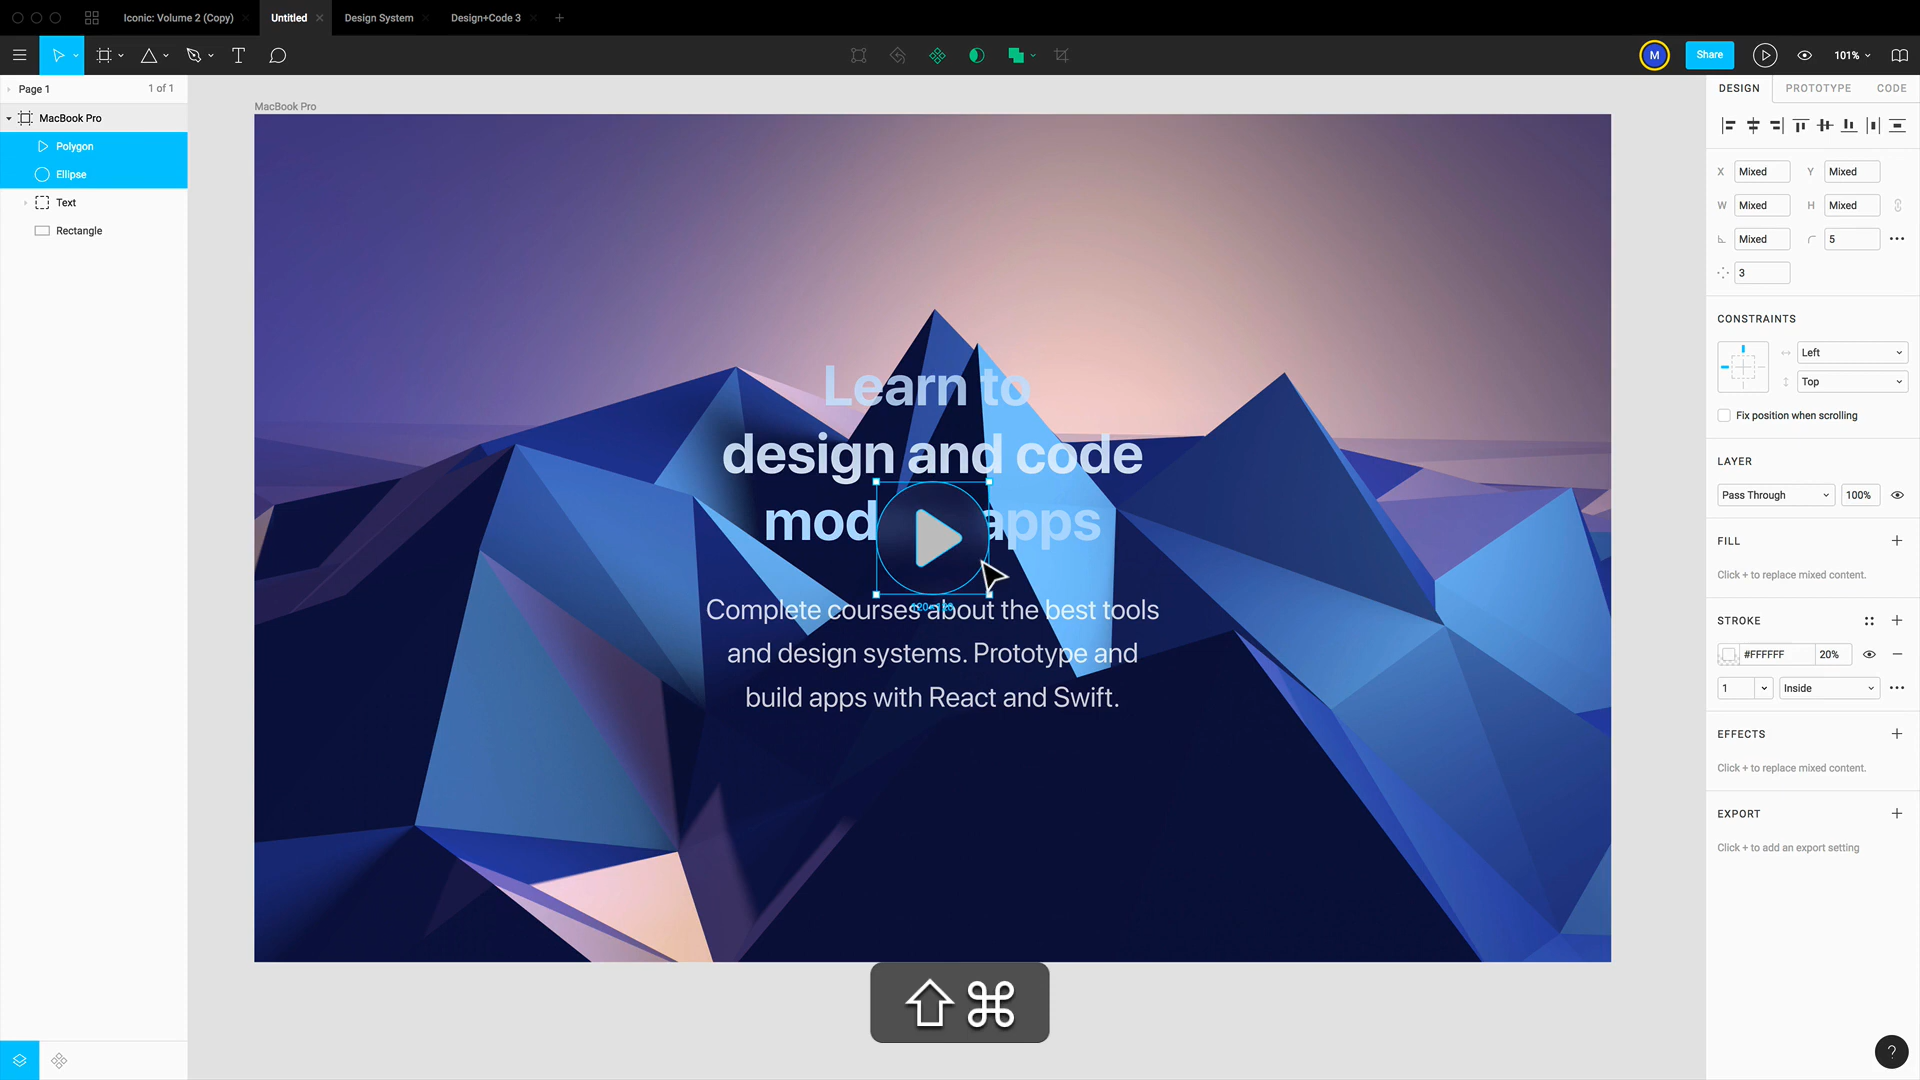 Iconic: Volume 2 (Copy)
Untitled
Design System
Design+Code 3
T
M
Share
101%
Page 1
1 of 1
MacBook Pro
Polygon
Ellipse
Text
Rectangle
MacBook Pro
Learn to
design and code
mod apps
Complete courses about the best tools
and design systems. Prototype and
build apps with React and Swift.
DESIGN
PROTOTYPE
CODE
X Mixed Y Mixed
W Mixed H Mixed
Mixed 5
3
CONSTRAINTS
Left
Top
Fix position when scrolling
LAYER
Pass Through 100%
FILL
Click + to replace mixed content.
STROKE
#FFFFFF 20%
1 Inside
EFFECTS
Click + to replace mixed content.
EXPORT
Click + to add an export setting
?